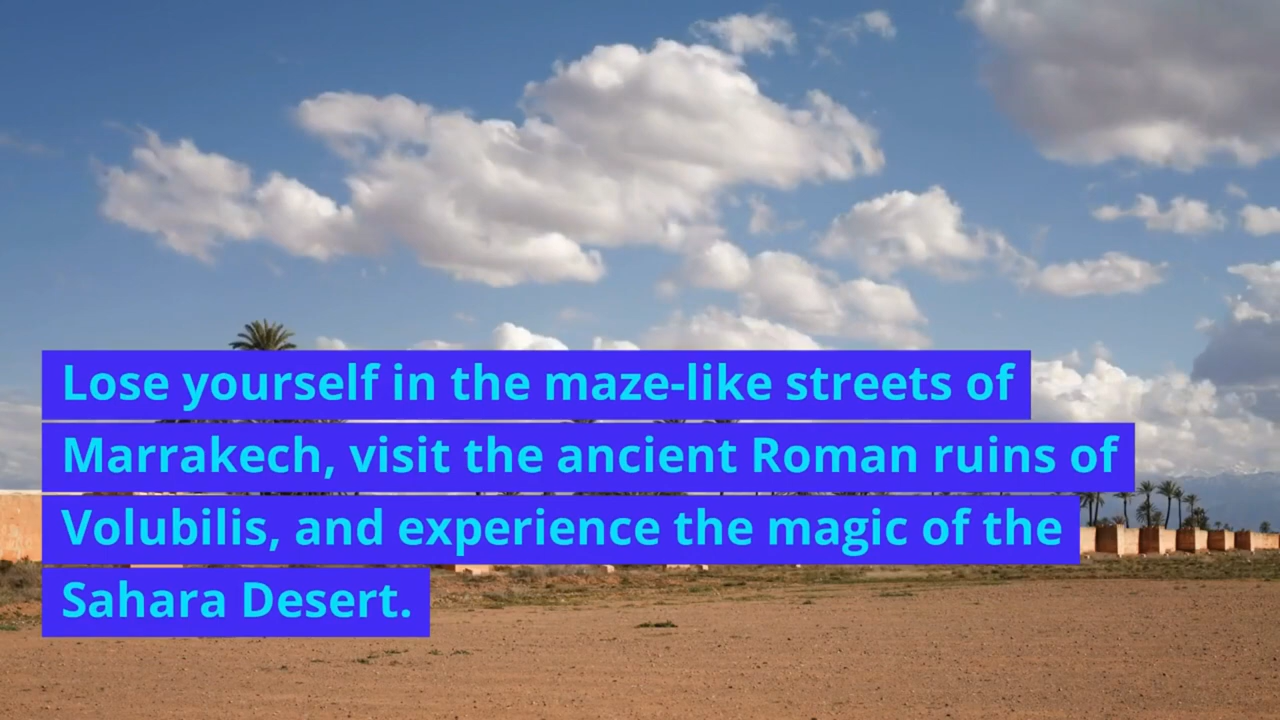 Lose yourself in the maze-like streets of
Marrakech, visit the ancient Roman ruins of
Volubilis, and experience the magic of the
Sahara Desert.